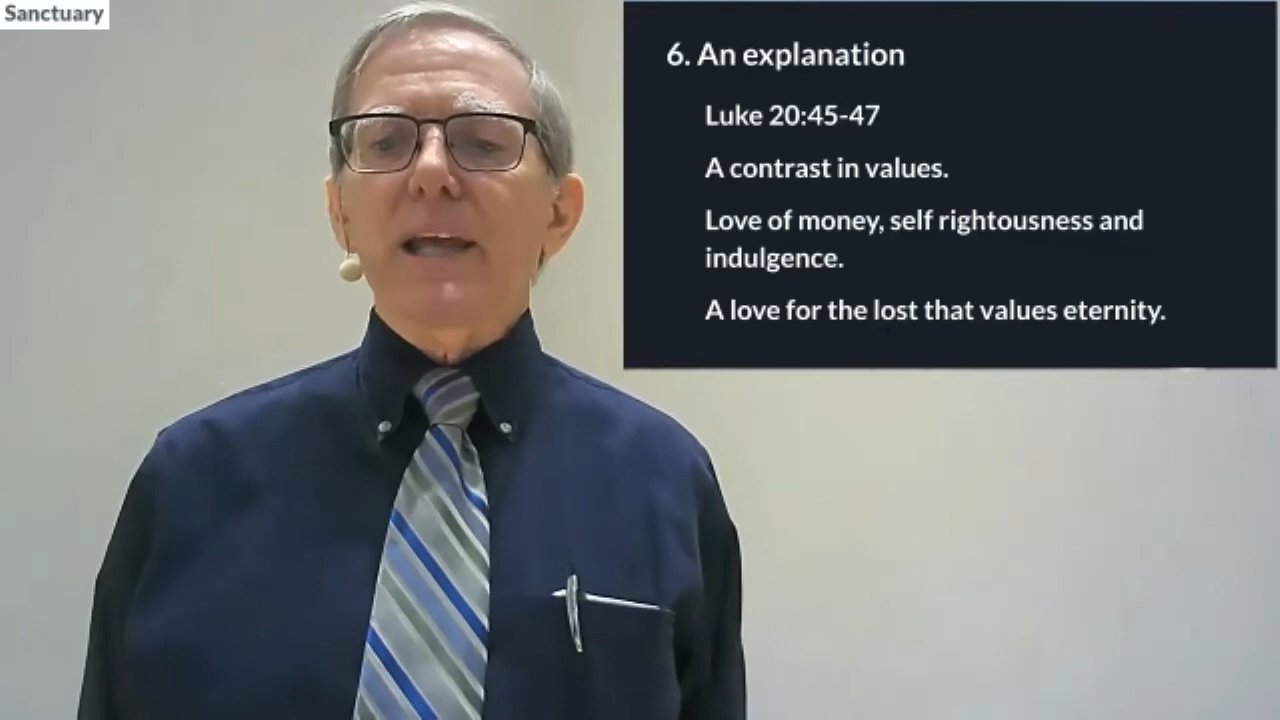 Sanctuary
6. An explanation
Luke 20:45-47
A contrast in values.
Love of money, self rightousness and
indulgence.
A love for the lost that values eternity.